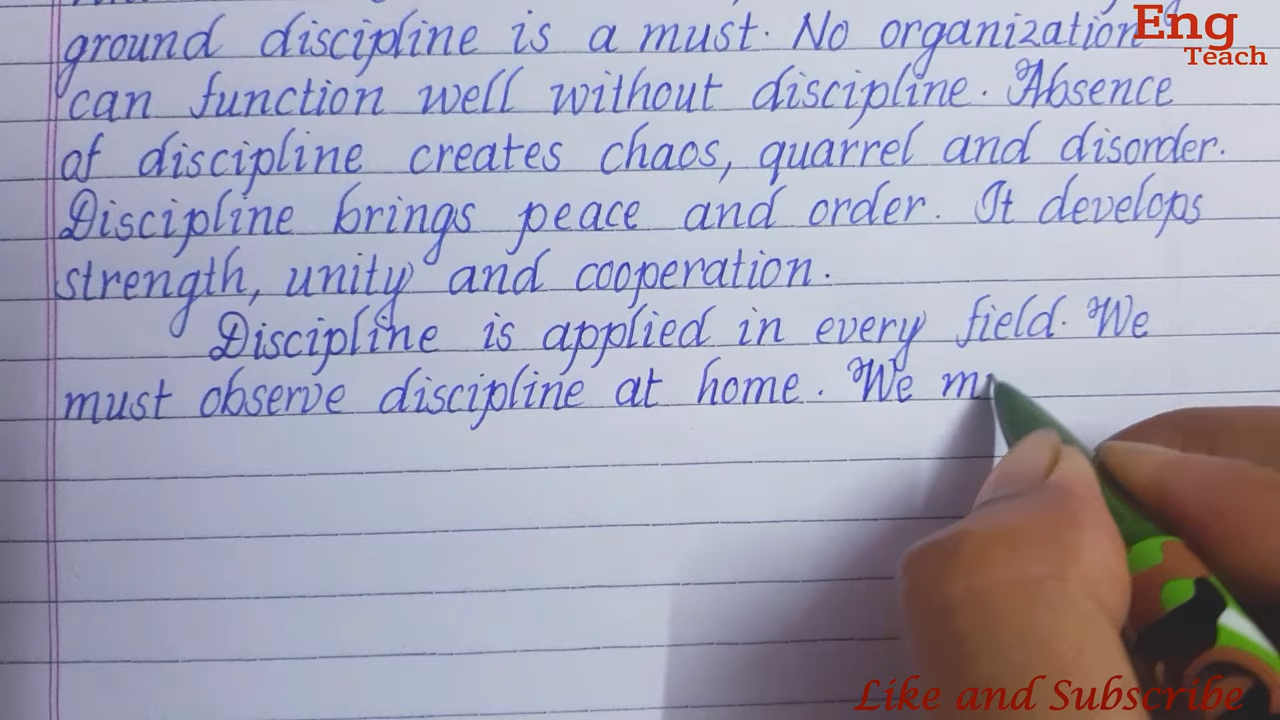 ground discipline is a must. No organization
Eng
Teach
can function well without discipline. Absence
of discipline creates chaos, quarrel and disorder.
Discipline brings peace and order. It develops
strength, unity and cooperation.
Discipline is applied in every field. We
must observe discipline at home. We
Like and Subscribe